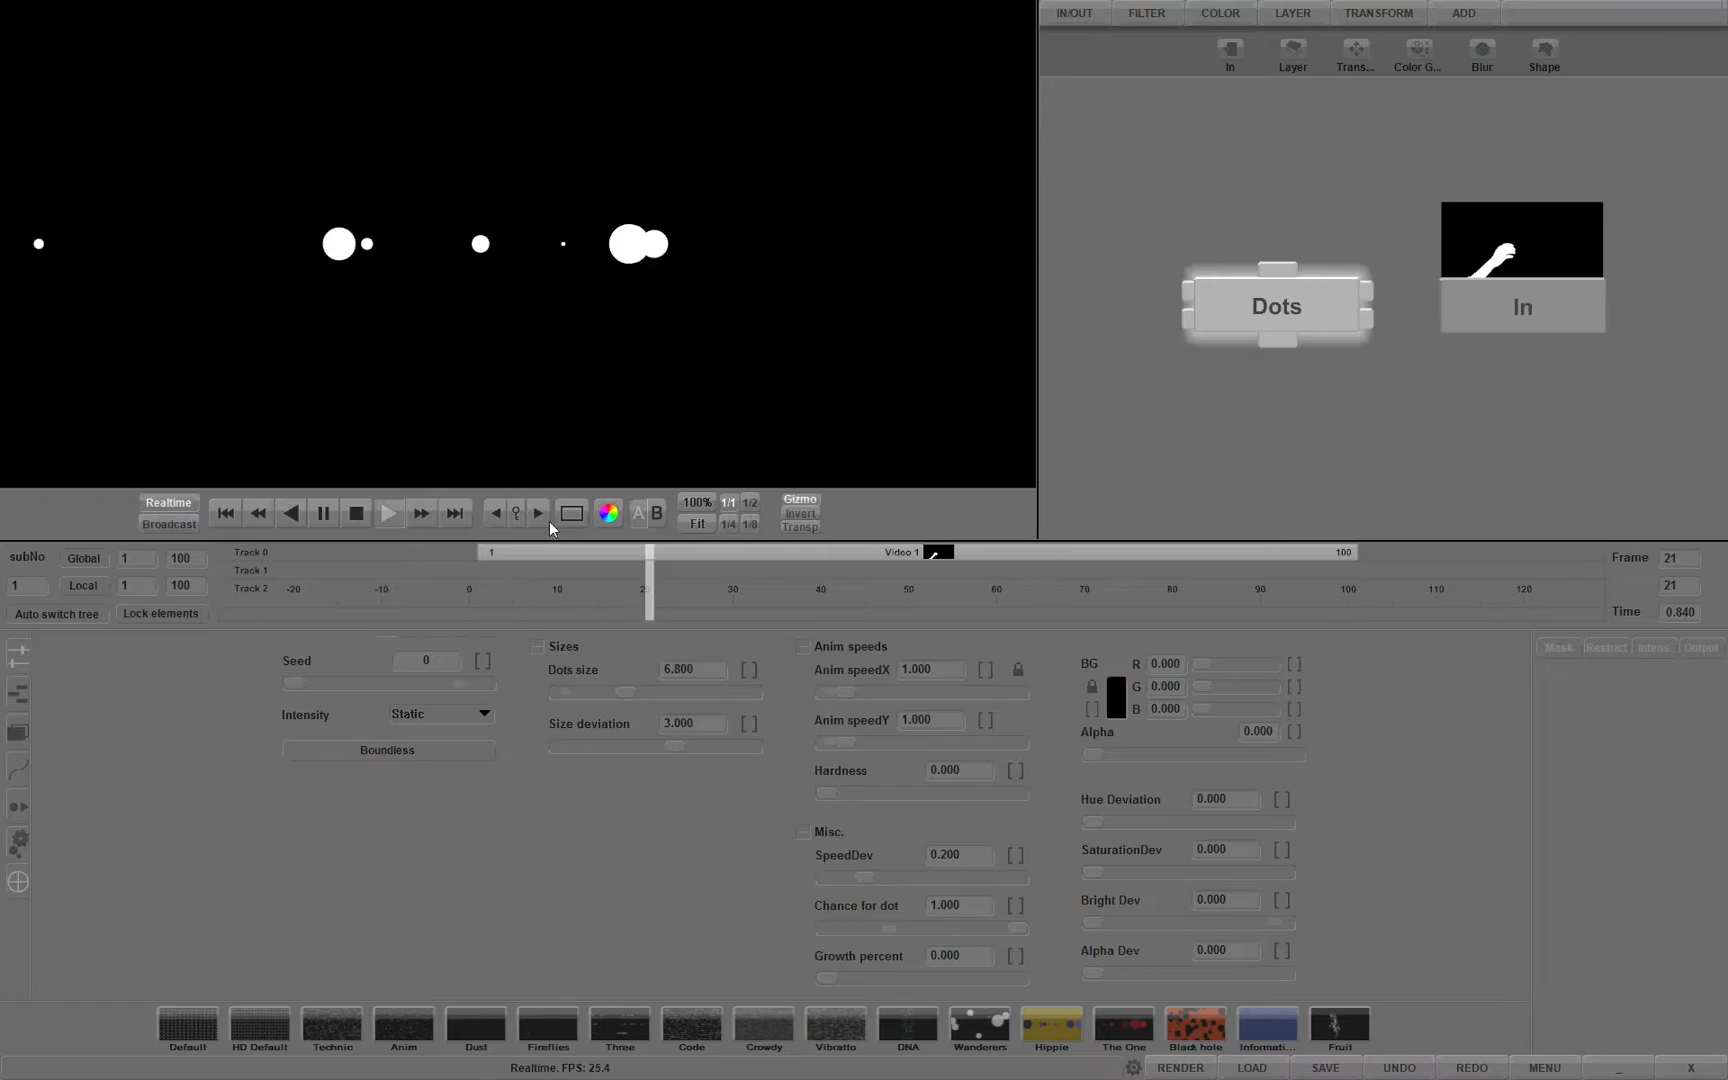 IN/OUT FILTER COLOR LAYER TRANSFORM ADD
In Layer Trans... Color G... Blur Shape
Dots In
Realtime 100% 1/1 1/2 Gizmo
A B Invert
Broadcast Fit 1/4 1/8 Transp
subNo Global 1 100 Track 0 1 Video 1 100 Frame 21
Track 1
1 Local 1 100 Track 2 -20 -10 0 10 20 30 40 50 60 70 80 90 100 110 120 21
Auto switch tree Lock elements Time 0.840
Sizes Anim speeds Mask Restrict Intens Output
Seed 0 Dots size 6.800 Anim speedX 1.000 BG R 0.000
G 0.000
Intensity Static Size deviation 3.000 Anim speedY 1.000 B 0.000
Alpha 0.000
Boundless
Hardness 0.000
Hue Deviation 0.000
Misc.
SpeedDev 0.200 SaturationDev 0.000
Chance for dot 1.000 Bright Dev 0.000
Growth percent 0.000 Alpha Dev 0.000
Default HD Default Technic Anim Dust Fireflies Three Code Crowdy Vibratto DNA Wanderers Hippie The One Black hole Informati... Fruit
Realtime. FPS: 25.4 RENDER LOAD SAVE UNDO REDO MENU _ X